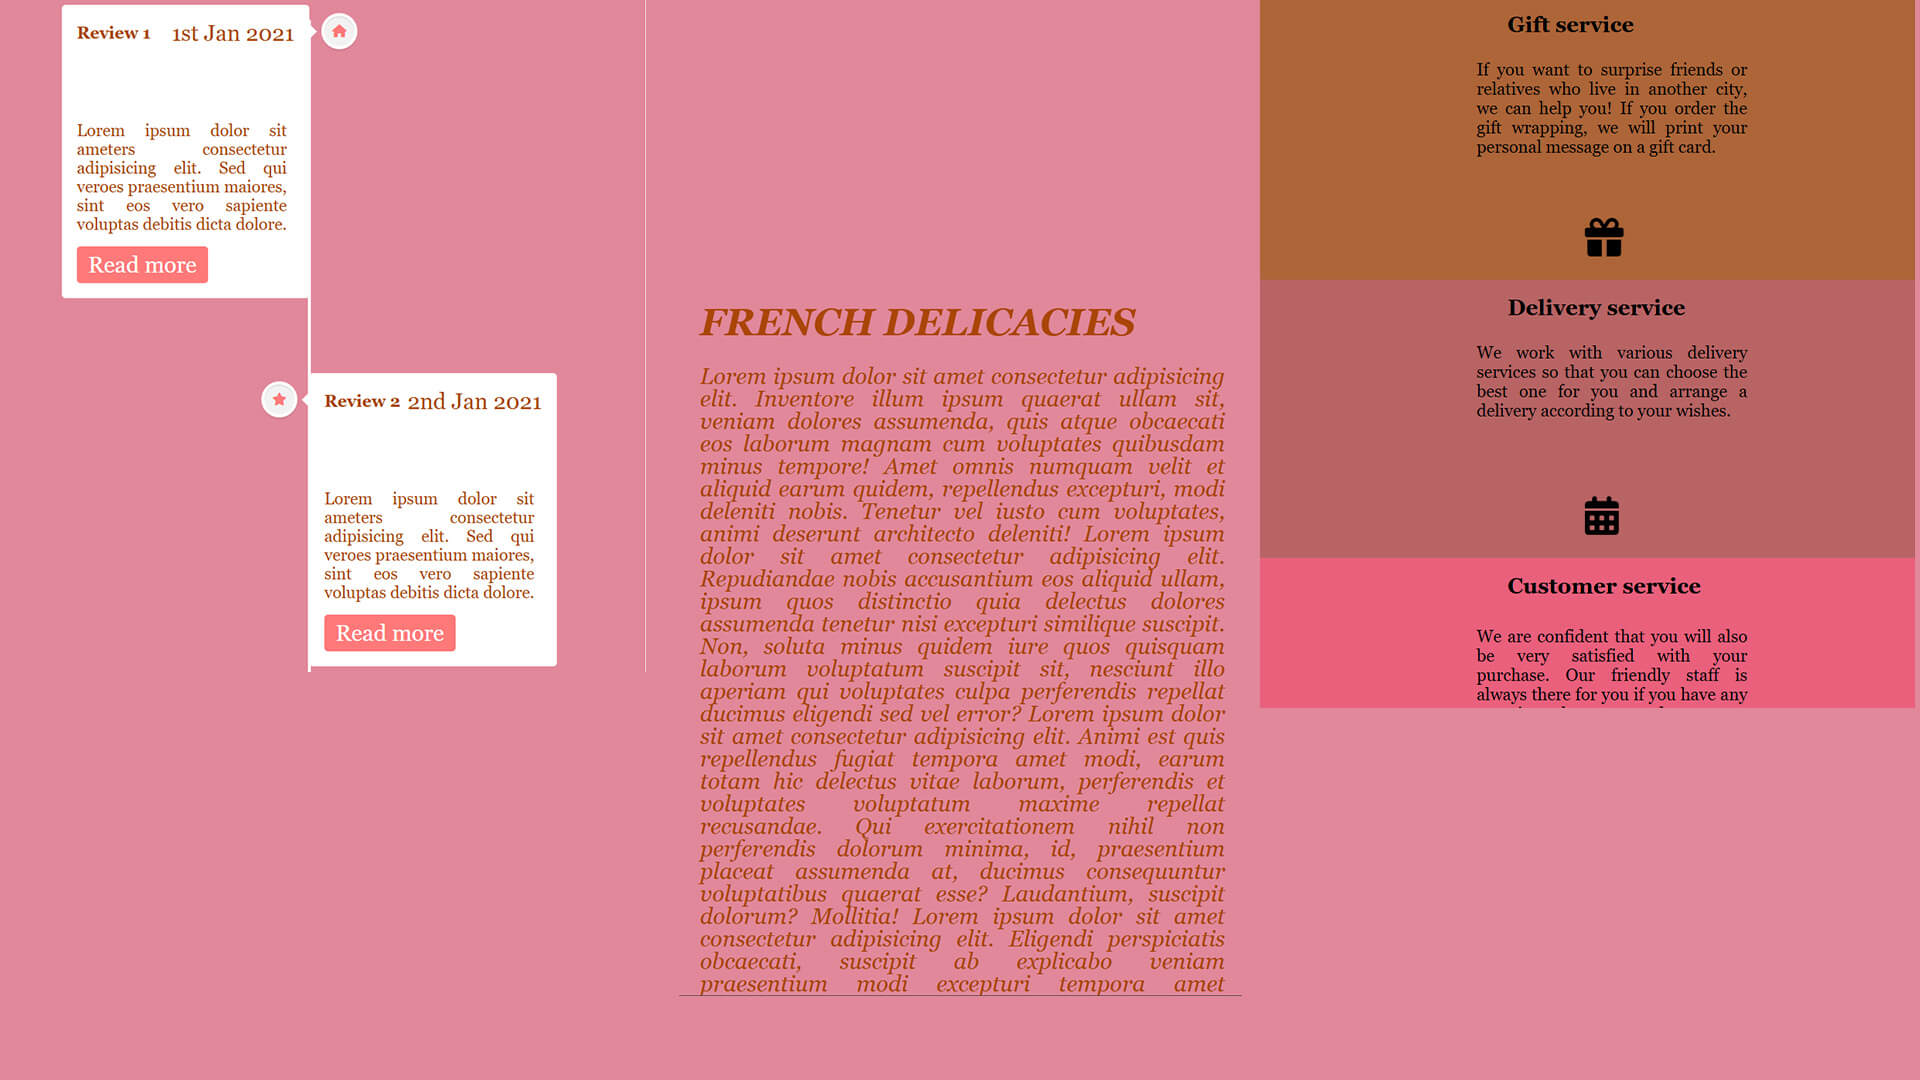 Review 1 1st Jan 2021
Lorem ipsum dolor sit
ameters consectetur
adipisicing elit. Sed qui
veroes praesentium maiores,
sint eos vero sapiente
voluptas debitis dicta dolore.
Read more
Review 2 2nd Jan 2021
Lorem ipsum dolor sit
ameters consectetur
adipisicing elit. Sed qui
veroes praesentium maiores,
sint eos vero sapiente
voluptas debitis dicta dolore.
Read more
FRENCH DELICACIES
Lorem ipsum dolor sit amet consectetur adipisicing
elit. Inventore illum ipsum quaerat ullam sit,
veniam dolores assumenda, quis atque obcaecati
eos laborum magnam cum voluptates quibusdam
minus tempore! Amet omnis numquam velit et
aliquid earum quidem, repellendus excepturi, modi
deleniti nobis. Tenetur vel iusto cum voluptates,
animi deserunt architecto deleniti! Lorem ipsum
dolor sit amet consectetur adipisicing elit.
Repudiandae nobis accusantium eos aliquid ullam,
ipsum quos distinctio quia delectus dolores
assumenda tenetur nisi excepturi similique suscipit.
Non, soluta minus quidem iure quos quisquam
laborum voluptatum suscipit sit, nesciunt illo
aperiam qui voluptates culpa perferendis repellat
ducimus eligendi sed vel error? Lorem ipsum dolor
sit amet consectetur adipisicing elit. Animi est quis
repellendus fugiat tempora amet modi, earum
totam hic delectus vitae laborum, perferendis et
voluptates voluptatum maxime repellat
recusandae. Qui exercitationem nihil non
perferendis dolorum minima, id, praesentium
placeat assumenda at, ducimus consequuntur
voluptatibus quaerat esse? Laudantium, suscipit
dolorum? Mollitia! Lorem ipsum dolor sit amet
consectetur adipisicing elit. Eligendi perspiciatis
obcaecati, suscipit ab explicabo veniam
praesentium modi excepturi tempora amet
Gift service
If you want to surprise friends or
relatives who live in another city,
we can help you! If you order the
gift wrapping, we will print your
personal message on a gift card.
Delivery service
We work with various delivery
services so that you can choose the
best one for you and arrange a
delivery according to your wishes.
Customer service
We are confident that you will also
be very satisfied with your
purchase. Our friendly staff is
always there for you if you have any